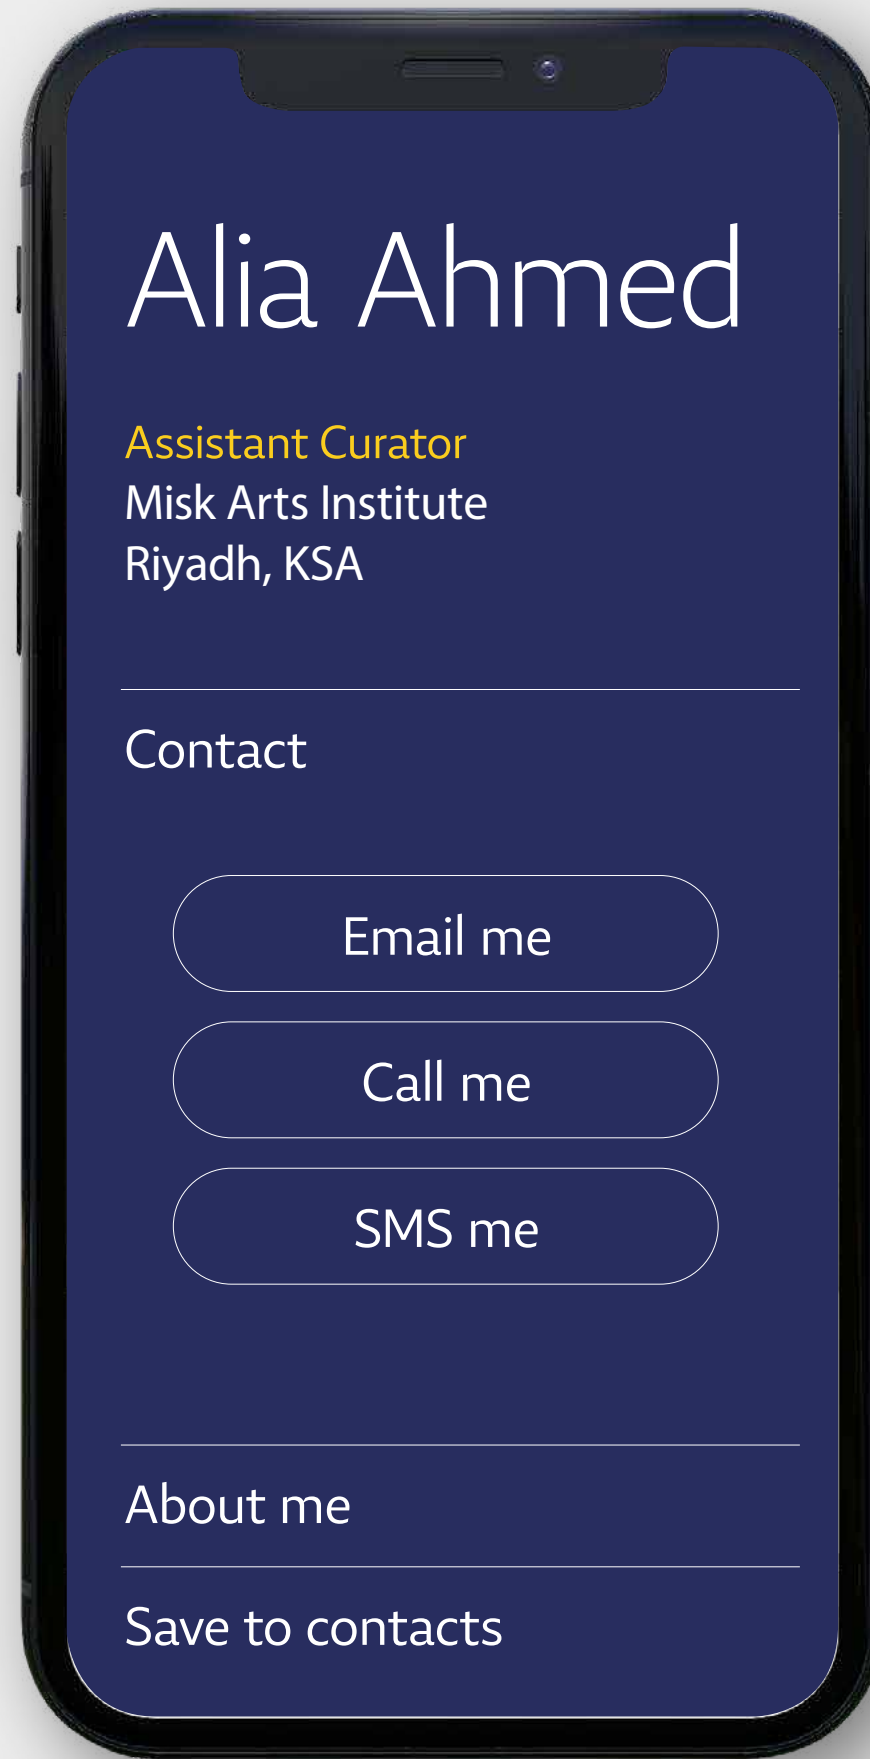 Alia Ahmed
Assistant Curator
Misk Arts Institute
Riyadh, KSA
Contact
Email me
Call me
SMS me
About me
Save to contacts